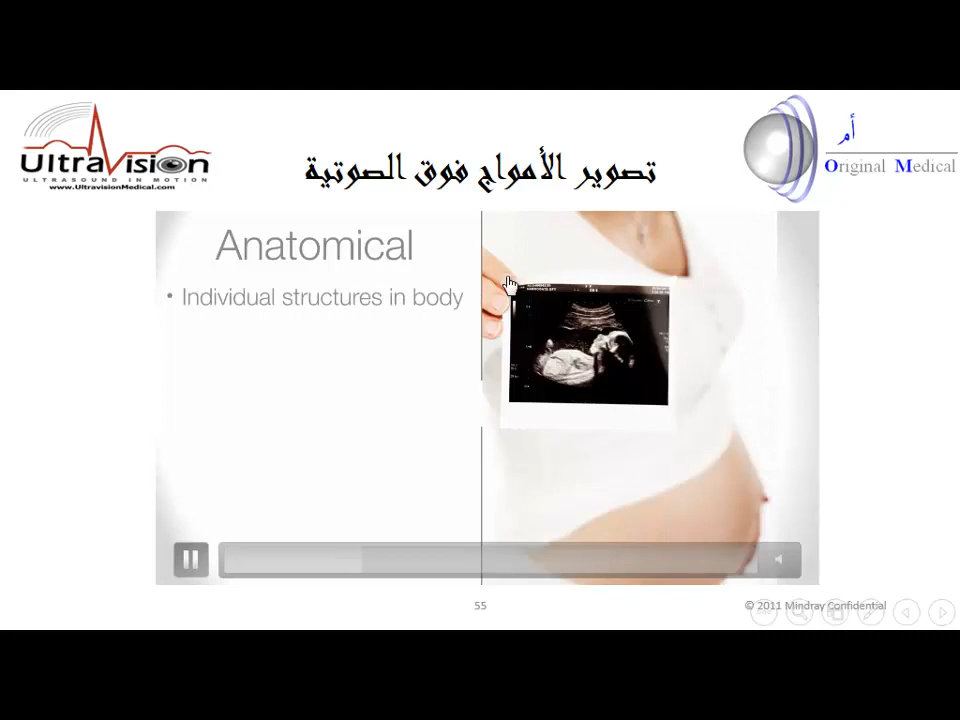 UltraVision
ULTRASOUND IN MOTION
www.UltravisionMedical.com
أم
Original Medical
تصوير الأمواج فوق الصوتية
Anatomical
• Individual structures in body
55
© 2011 Mindray Confidential